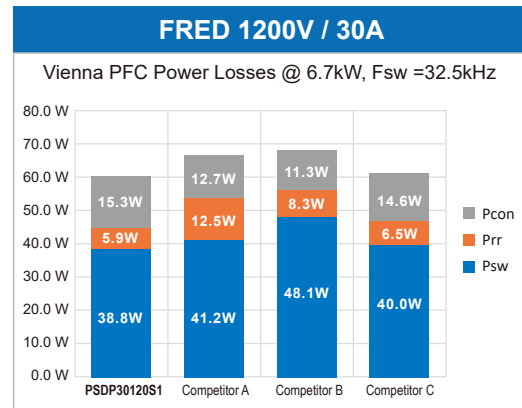 FRED 1200V / 30A
Vienna PFC Power Losses @ 6.7kW, Fsw =32.5kHz
80.0 W
70.0 W
60.0 W
50.0 W
40.0 W
30.0 W
20.0 W
10.0 W
0.0 W
15.3W
12.7W
11.3W
14.6W
5.9W
12.5W
8.3W
6.5W
38.8W
41.2W
48.1W
40.0W
Pcon
Prr
Psw
PSDP30120S1 Competitor A Competitor B Competitor C